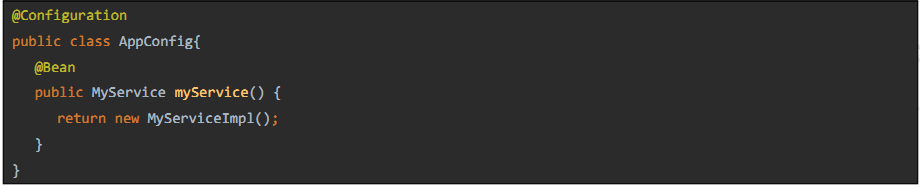 @Configuration
public class AppConfig{
@Bean
public MyService myService() {
return new MyServiceImpl();
}
}